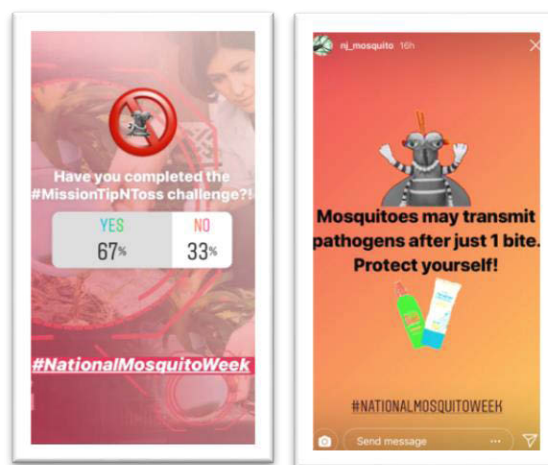 Have you completed the
#MissionTipNToss challenge?!
YES NO
67% 33%
#NationalMosquitoWeek
nj_mosquito 16h
Mosquitoes may transmit
pathogens after just 1 bite.
Protect yourself!
#NATIONALMOSQUITOWEEK
Send message